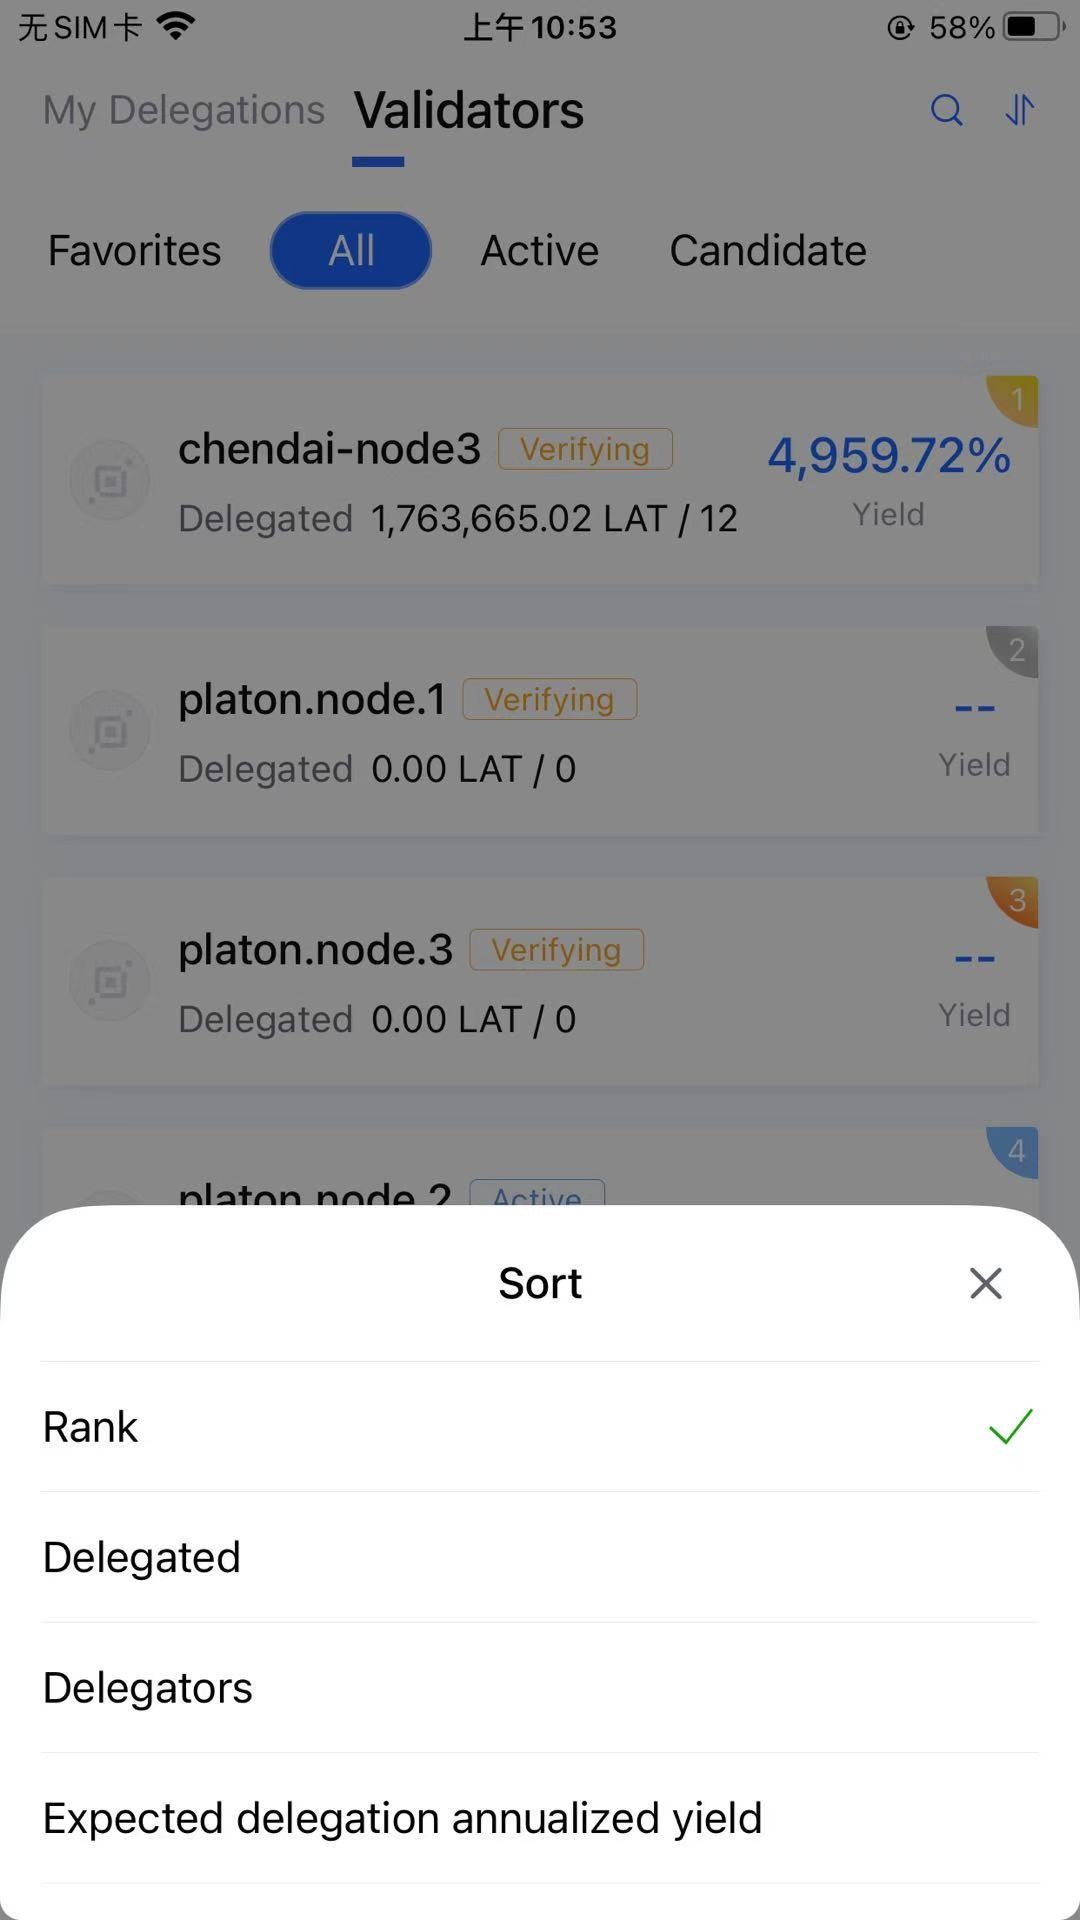 无SIM卡 上午10:53 58%
My Delegations Validators
Favorites All Active Candidate
1
chendai-node3 Verifying 4,959.72%
Delegated 1,763,665.02 LAT / 12 Yield
2
platon.node.1 Verifying --
Delegated 0.00 LAT / 0 Yield
3
platon.node.3 Verifying --
Delegated 0.00 LAT / 0 Yield
4
platon.node.2 Active
Sort
Rank
Delegated
Delegators
Expected delegation annualized yield